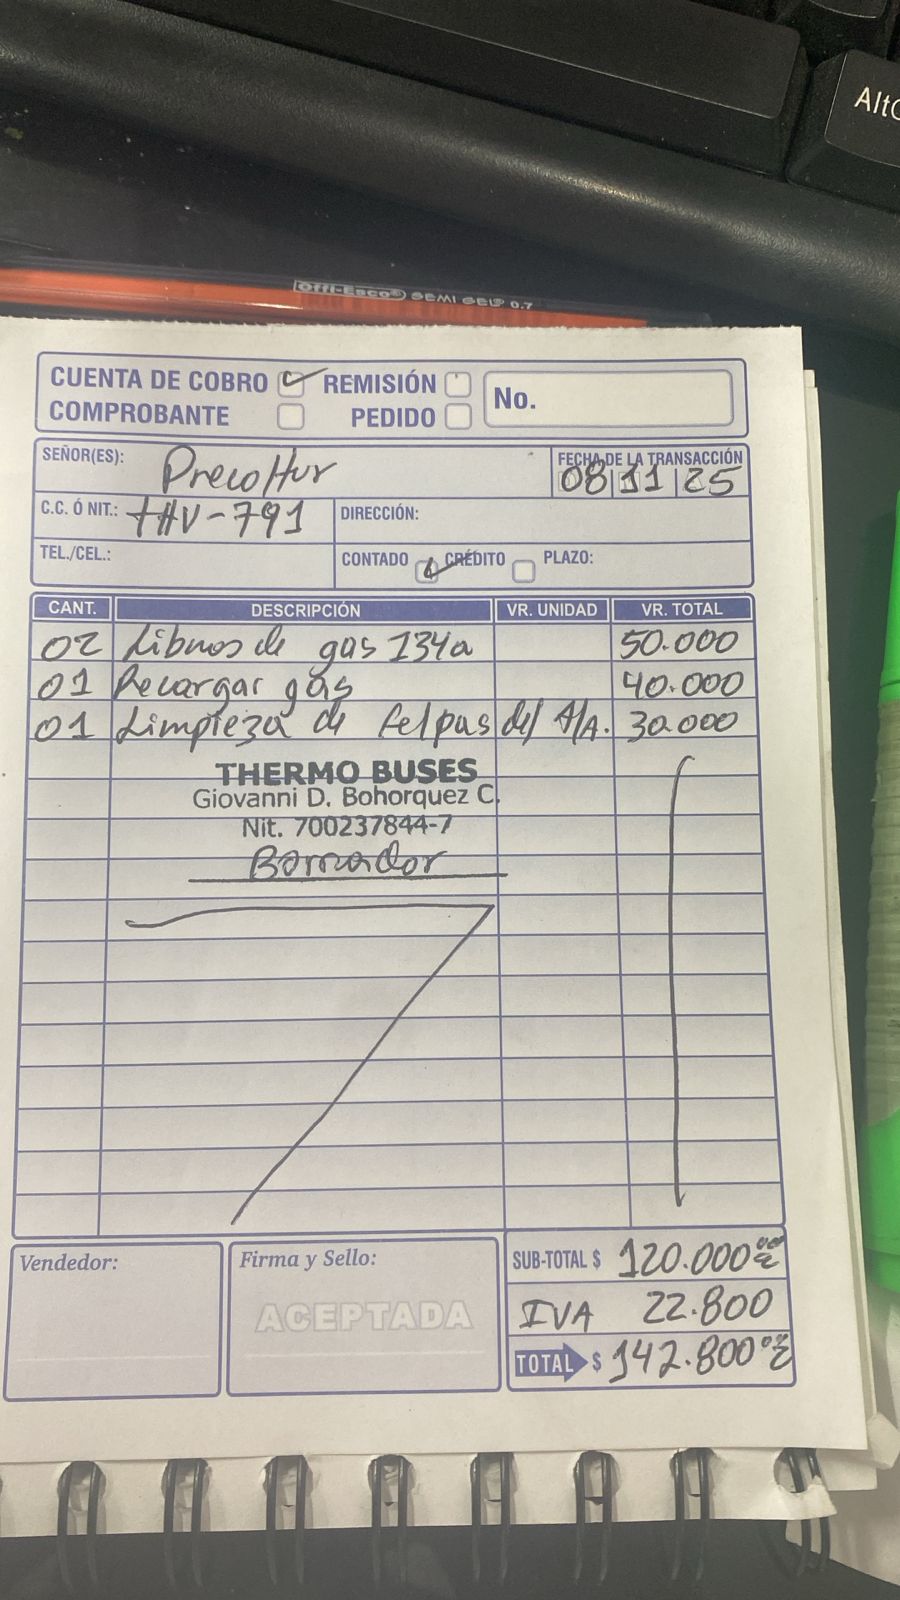 Alt
Offi-Esco® SEMI GEL® 0.7
CUENTA DE COBRO REMISIÓN
COMPROBANTE PEDIDO
No.
SEÑOR(ES): Precoltur
FECHA DE LA TRANSACCIÓN
08 11 25
C.C. Ó NIT.: THV-791 DIRECCIÓN:
TEL./CEL.: CONTADO CRÉDITO PLAZO:
CANT. DESCRIPCIÓN VR. UNIDAD VR. TOTAL
02 de gas 134a 50.000
01 Recargar gas 40.000
01 Limpieza de felpas del A/A. 30.000
THERMO BUSES
Giovanni D. Bohorquez C.
Nit. 700237844-7
Borrador
Vendedor: Firma y Sello:
ACEPTADA
SUB-TOTAL $ 120.000
IVA 22.800
TOTAL $ 142.800